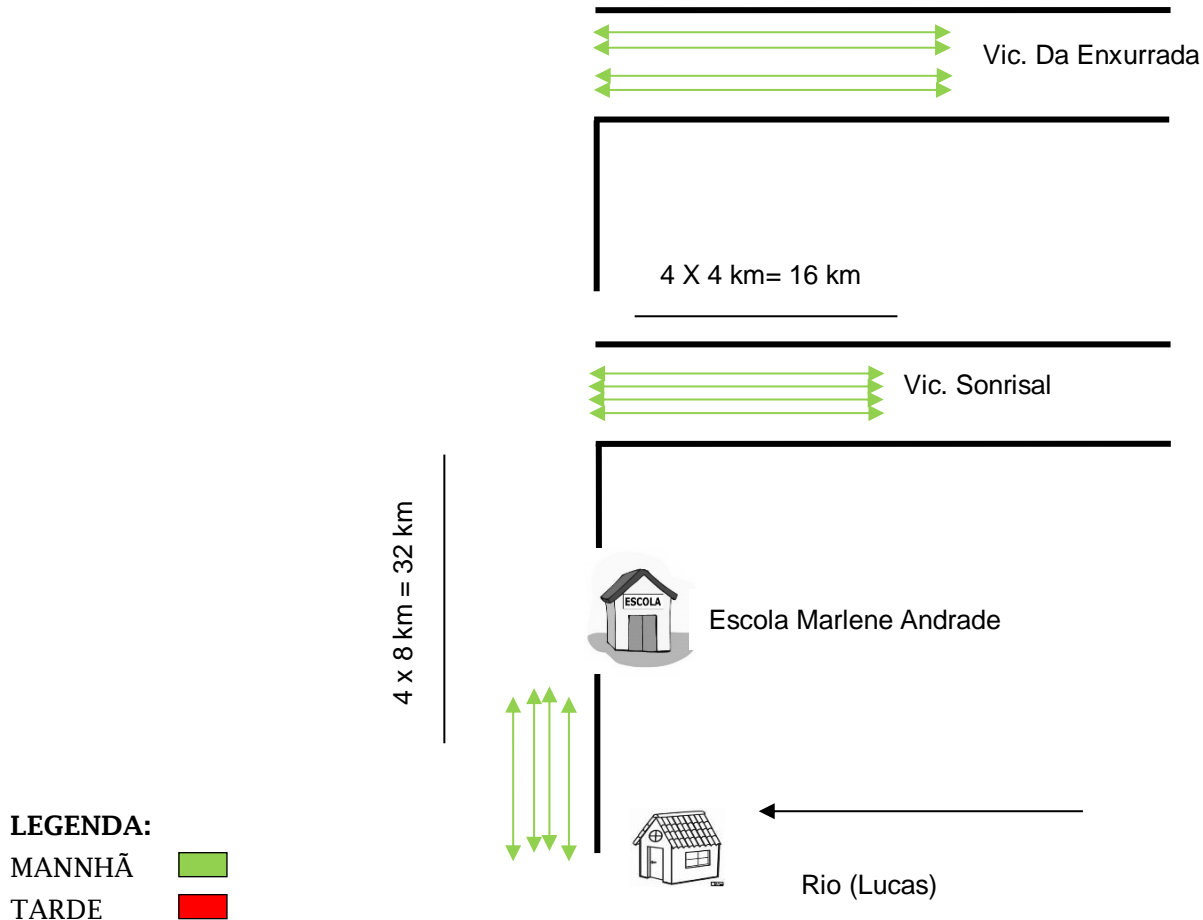 Vic. Da Enxurrada
4 X 4 km= 16 km
Vic. Sonrisal
4 x 8 km = 32 km
ESCOLA
Escola Marlene Andrade
Rio (Lucas)
LEGENDA:
MANNHÃ
TARDE